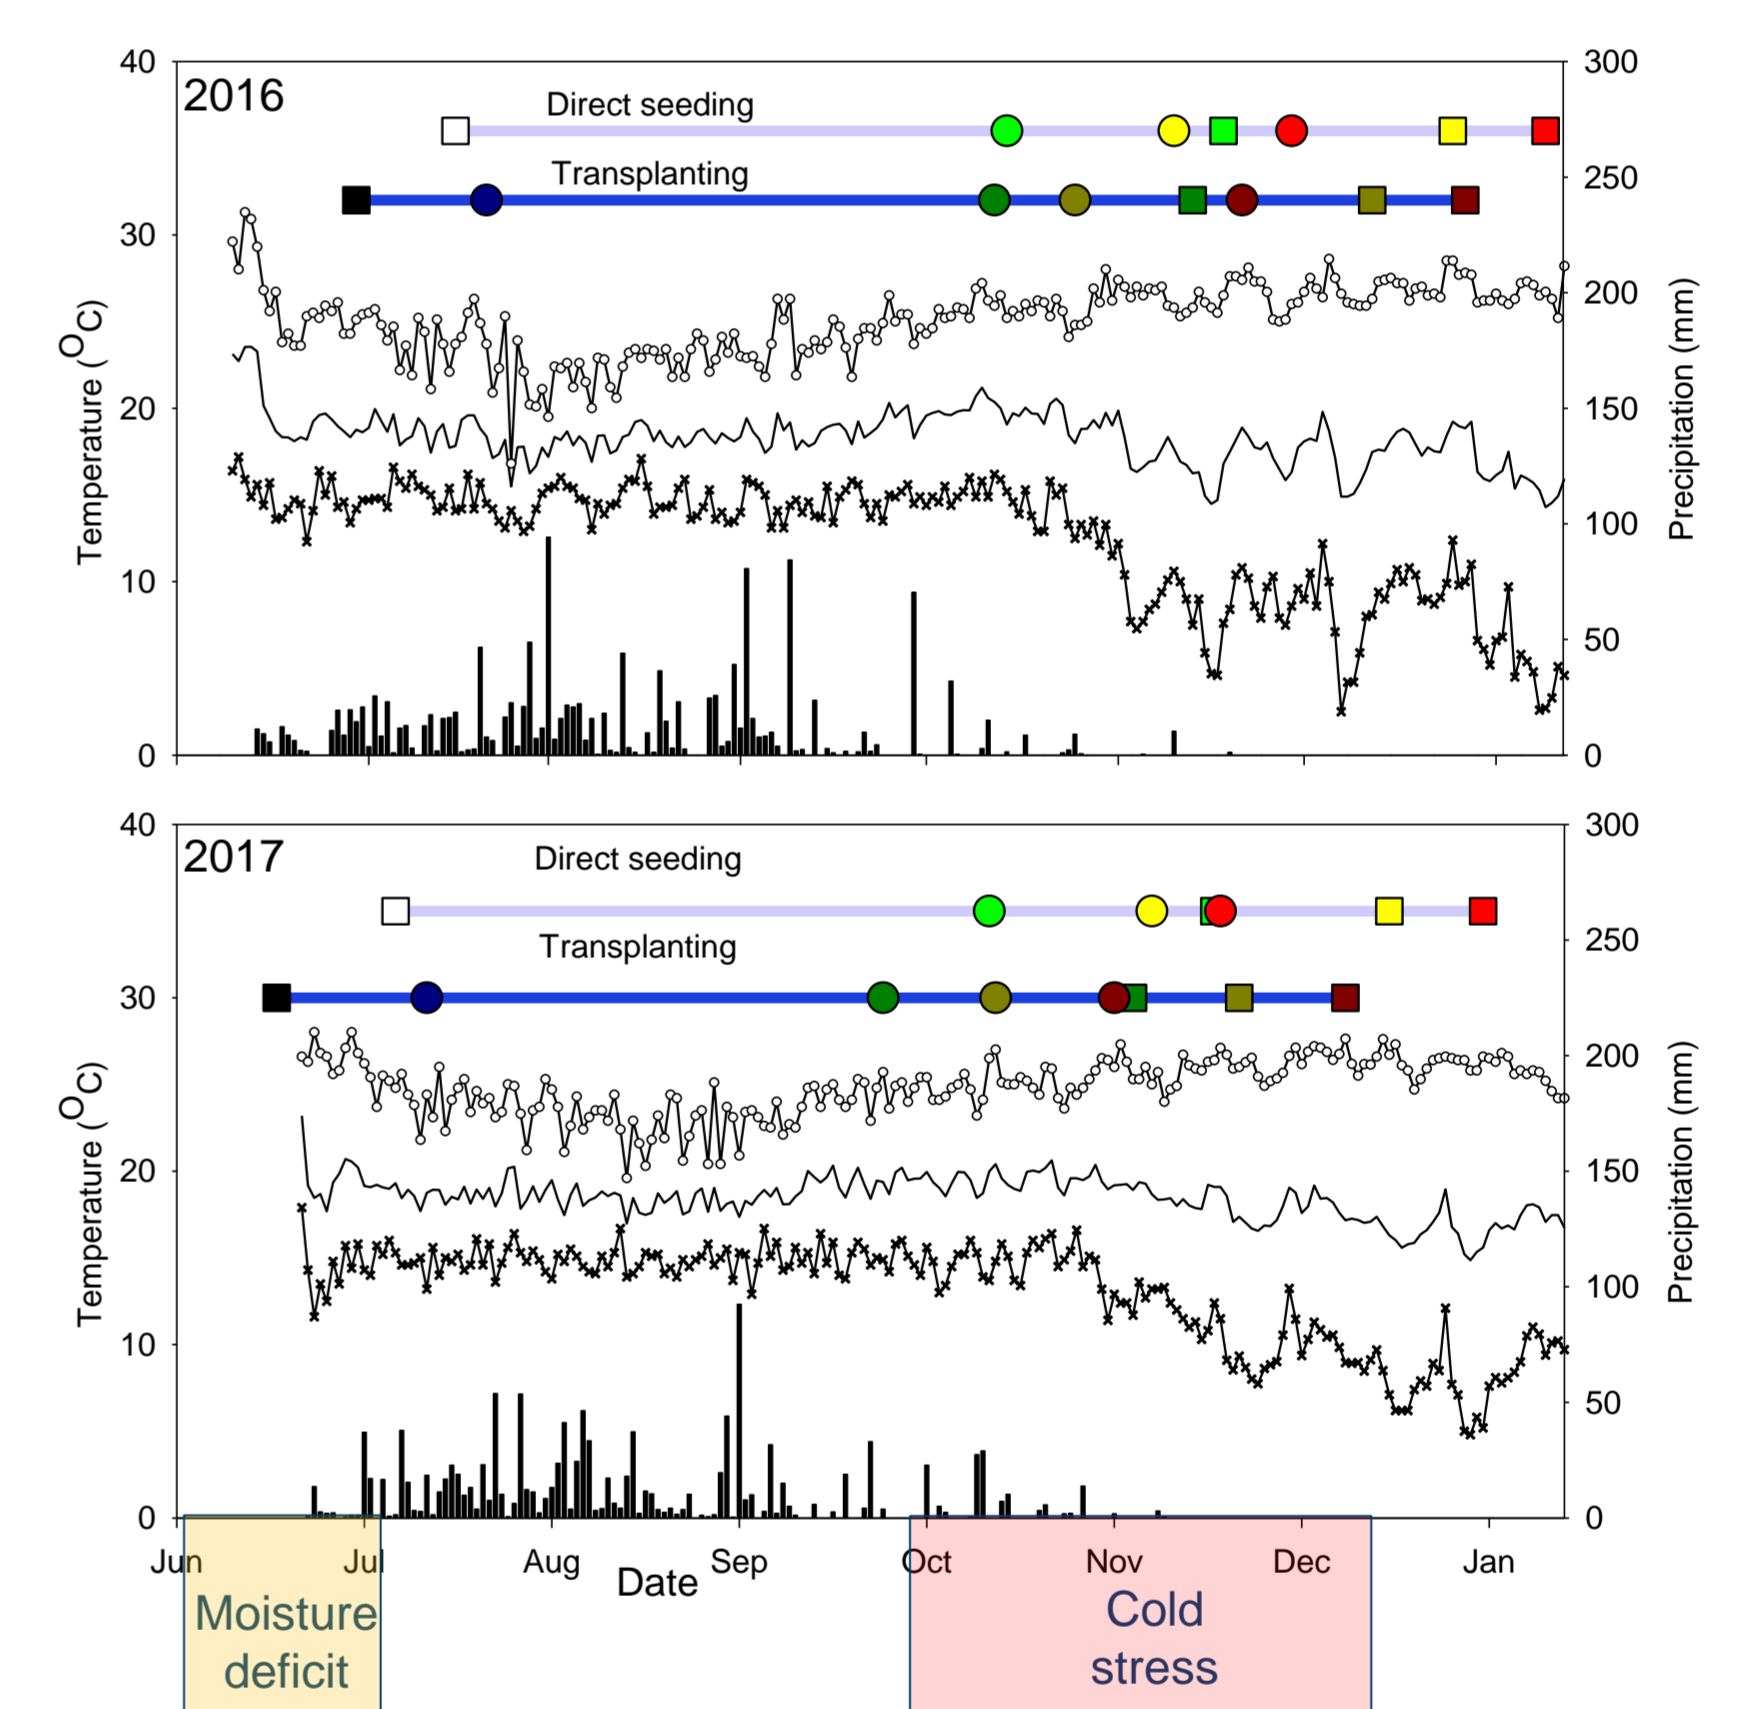 2016
Direct seeding
Transplanting
40
30
20
10
0
Temperature (OC)
300
250
200
150
100
50
0
Precipitation (mm)
2017
Direct seeding
Transplanting
40
30
20
10
0
Temperature (OC)
300
250
200
150
100
50
0
Precipitation (mm)
Jun Jul Aug Sep Oct Nov Dec Jan
Date
Moisture
deficit
Cold
stress